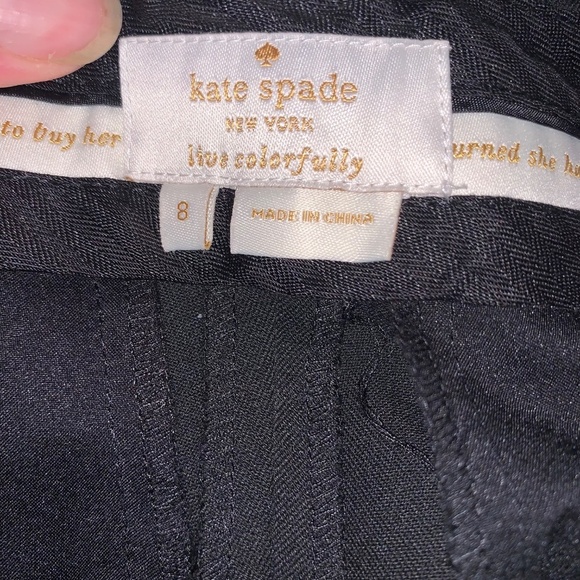 kate spade
NEW YORK
live colorfully
to buy her
urned she
8
MADE IN CHINA